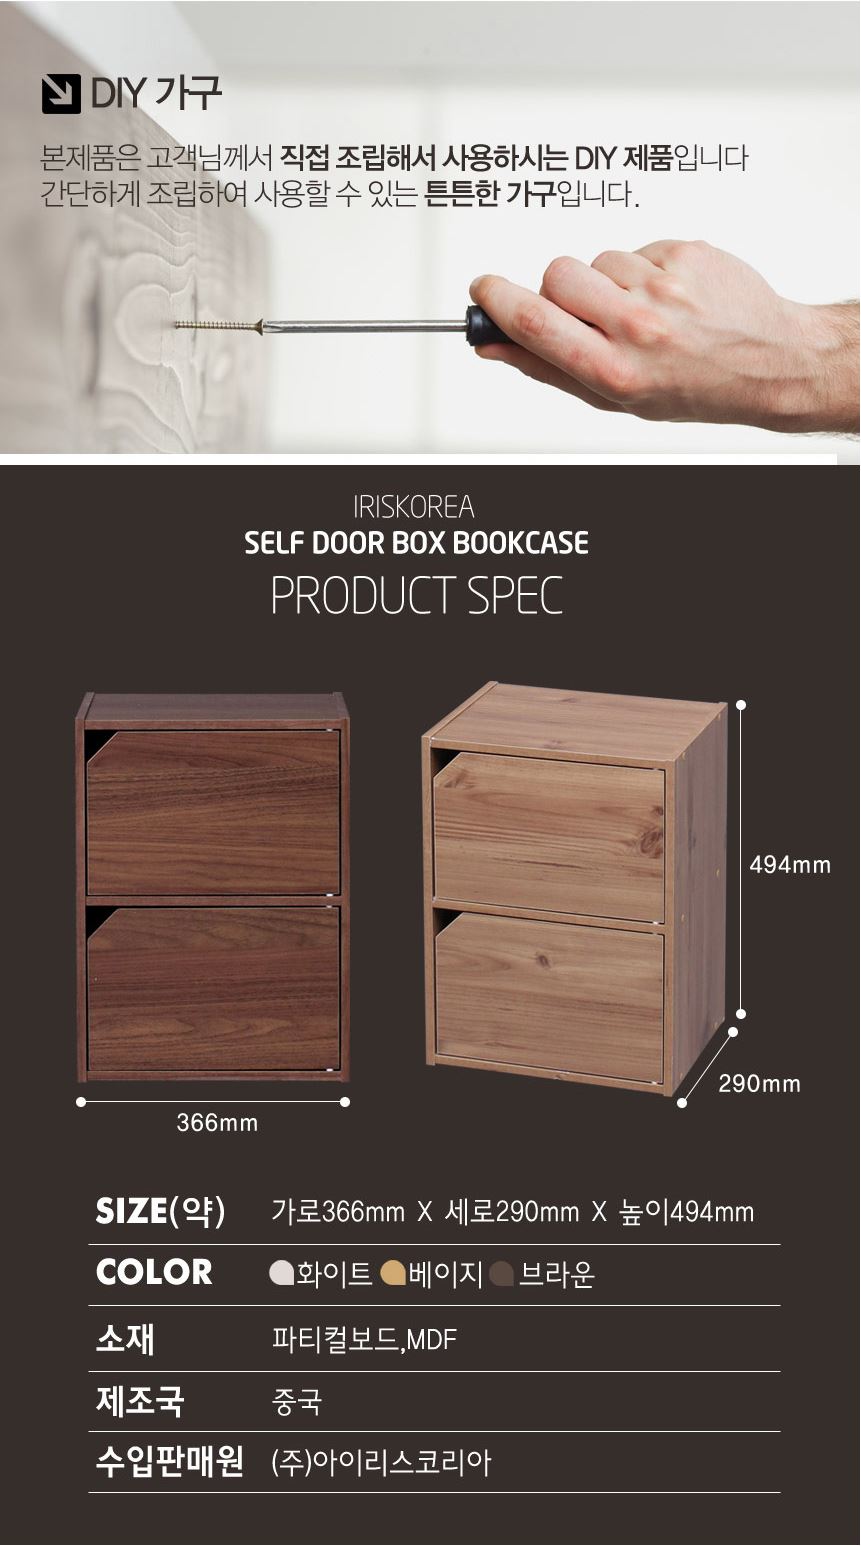 DIY 가구
본제품은 고객님께서 직접 조립해서 사용하시는 DIY 제품입니다
간단하게 조립하여 사용할 수 있는 튼튼한 가구입니다.
IRISKOREA
SELF DOOR BOX BOOKCASE
PRODUCT SPEC
494mm
290mm
366mm
SIZE(약) 가로366mm X 세로290mm X 높이494mm
COLOR 화이트 베이지 브라운
소재 파티컬보드,MDF
제조국 중국
수입판매원 (주)아이리스코리아